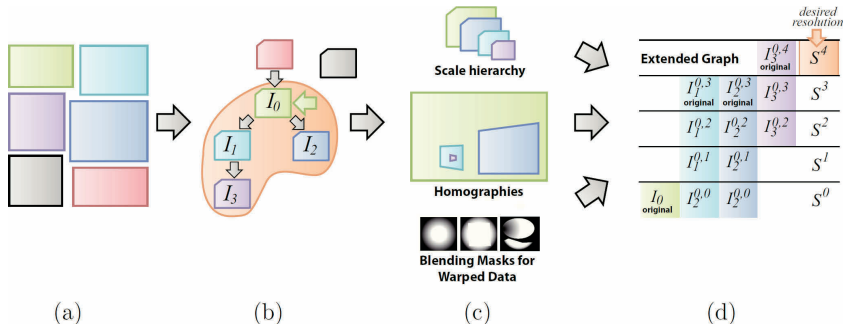 desired
resolution
Scale hierarchy
Homographies
Blending Masks for
Warped Data
I_0
I_1 I_2
I_3
Extended Graph I_3^{0,4} S^4
original
I_1^{0,3} I_2^{0,3} I_3^{0,3} S^3
original original
I_1^{0,2} I_2^{0,2} I_3^{0,2} S^2
I_1^{0,1} I_2^{0,1} S^1
I_0 I_2^{0,0} I_2^{0,0} S^0
original
(a) (b) (c) (d)